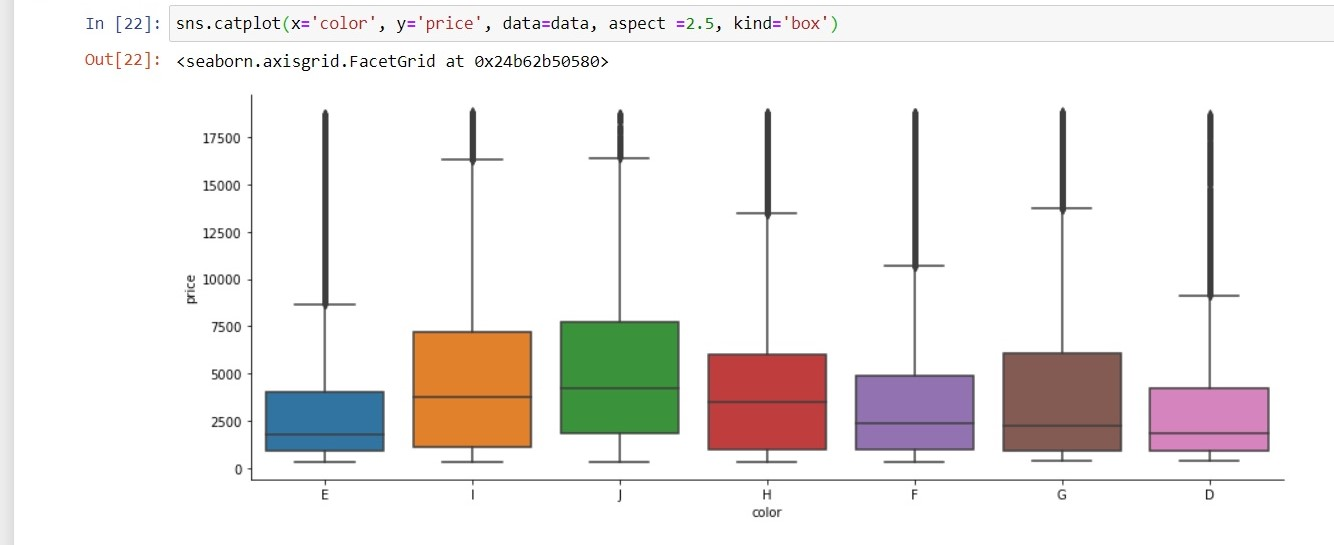 In [22]: sns.catplot(x='color', y='price', data=data, aspect =2.5, kind='box')
Out[22]: <seaborn.axisgrid.FacetGrid at 0x24b62b50580>
17500
15000
12500
10000
7500
5000
2500
0
price
E I J H F G D
color